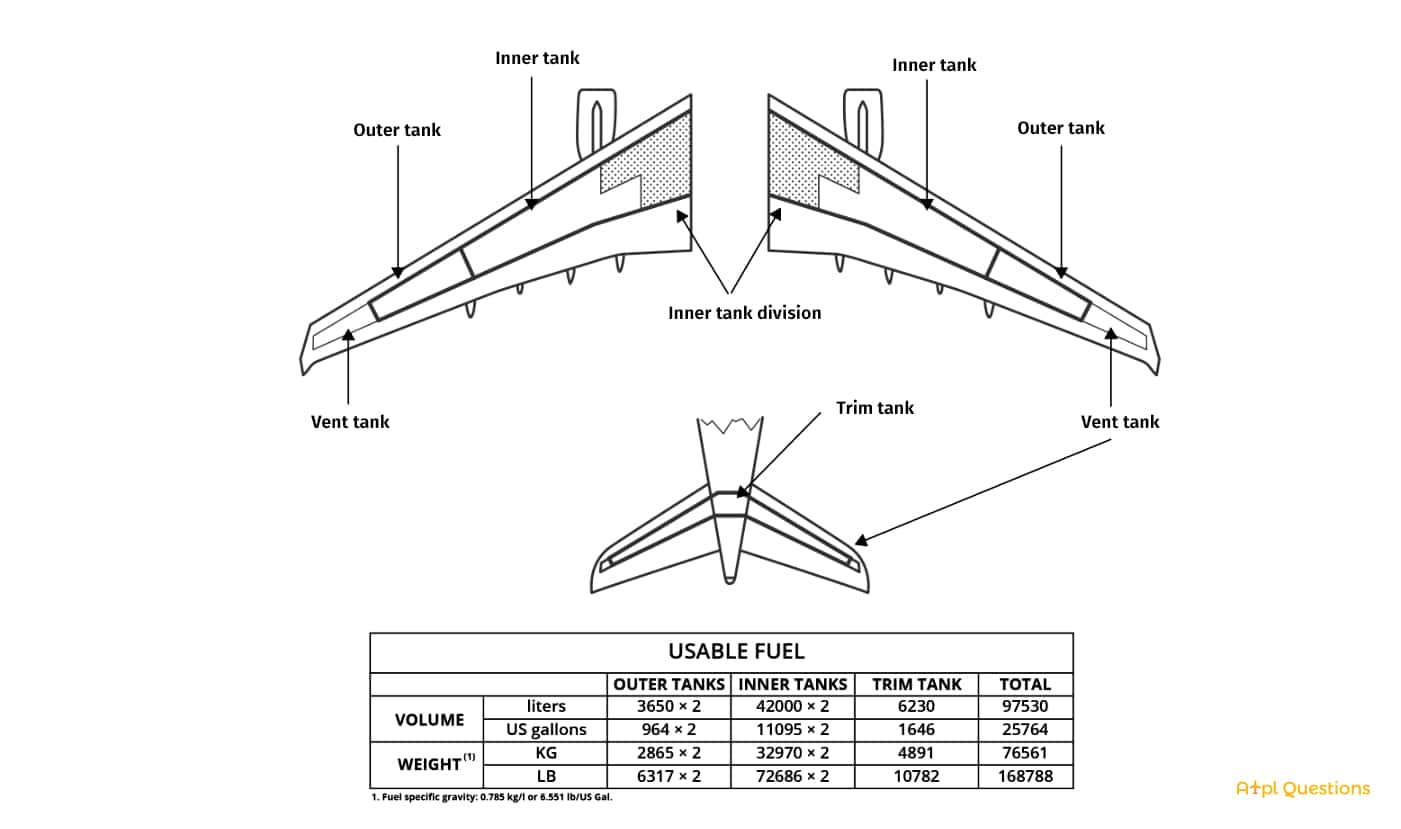 Inner tank
Inner tank
Outer tank
Outer tank
Inner tank division
Vent tank
Trim tank
Vent tank
USABLE FUEL
OUTER TANKS INNER TANKS TRIM TANK TOTAL
VOLUME liters 3650 × 2 42000 × 2 6230 97530
US gallons 964 × 2 11095 × 2 1646 25764
WEIGHT(1) KG 2865 × 2 32970 × 2 4891 76561
LB 6317 × 2 72686 × 2 10782 168788
1. Fuel specific gravity: 0.785 kg/l or 6.551 lb/US Gal.
Atpl Questions